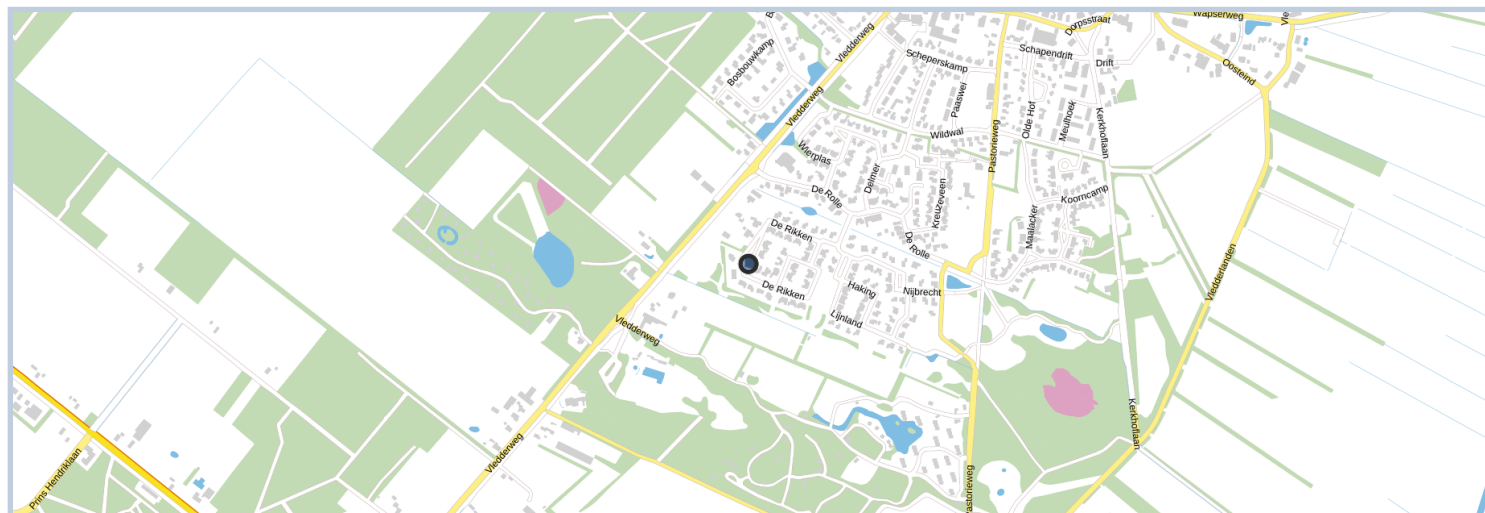 Wapserweg
Vle
Dorpsstraat
B
Vledderweg
Schapendrift
Scheperskamp
Bosbouwkamp
Drift
Oosteind
Paaswei
Vledderweg
Olde Hof
Meulhoek
Kerkhoflaan
Wildwal
Pastorieweg
Wierplas
Delmer
De Rolle
Kreuzeveen
Koorncamp
Maalacker
De Rikken
De Rolle
Vledderlanden
De Rikken
Haking
Nijbrecht
Lijnland
Vledderweg
Kerkhoflaan
Vledderweg
Prins Hendriklaan
Pastorieweg